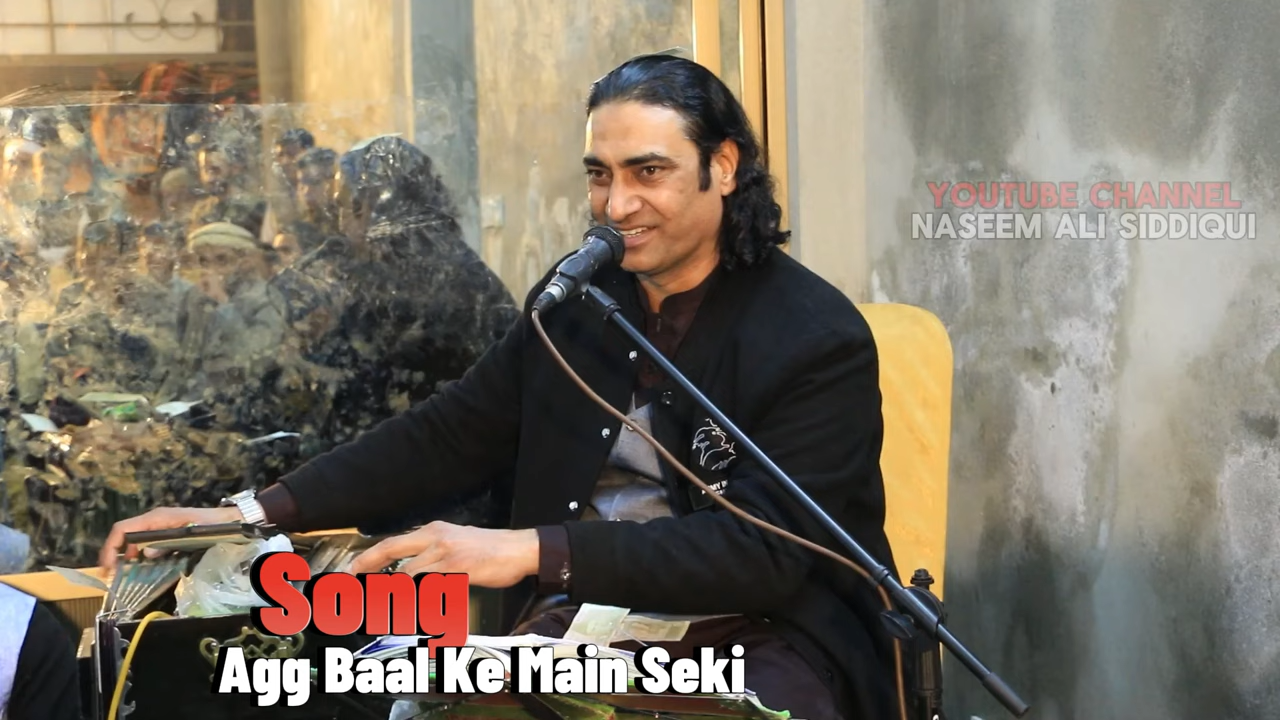 YOUTUBE CHANNEL
NASEEM ALI SIDDIQUI
Song
Agg Baal Ke Main Seki